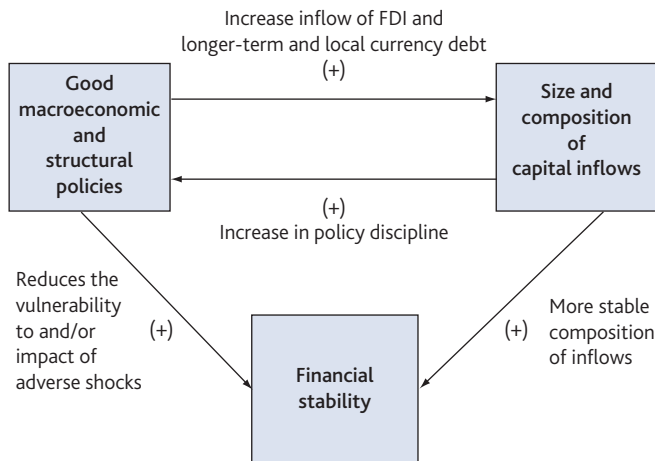 Increase inflow of FDI and
longer-term and local currency debt
(+)
Good
macroeconomic
and
structural
policies
Size and
composition
of
capital inflows
(+)
Increase in policy discipline
Reduces the
vulnerability
to and/or
impact of
adverse shocks
(+)
(+)
More stable
composition
of inflows
Financial
stability